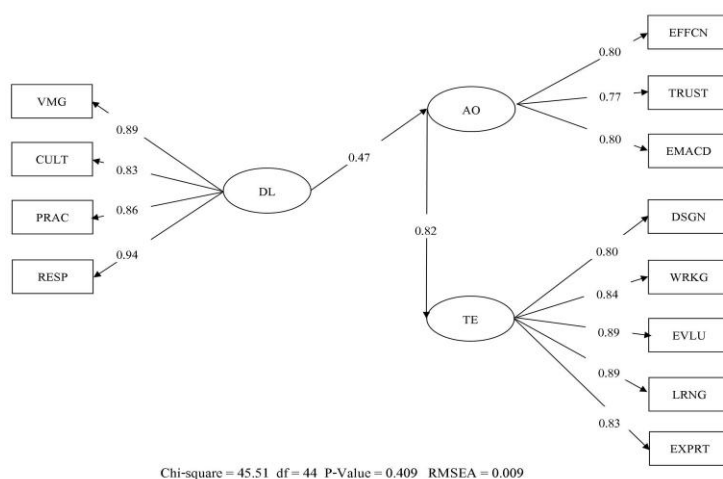 VMG
CULT
PRAC
RESP
0.89
0.83
0.86
0.94
DL
0.47
AO
0.82
TE
0.80
0.77
0.80
EFFCN
TRUST
EMACD
0.80
0.84
0.89
0.89
0.83
DSGN
WRKG
EVLU
LRNG
EXPRT
Chi-square = 45.51 df = 44 P-Value = 0.409 RMSEA = 0.009